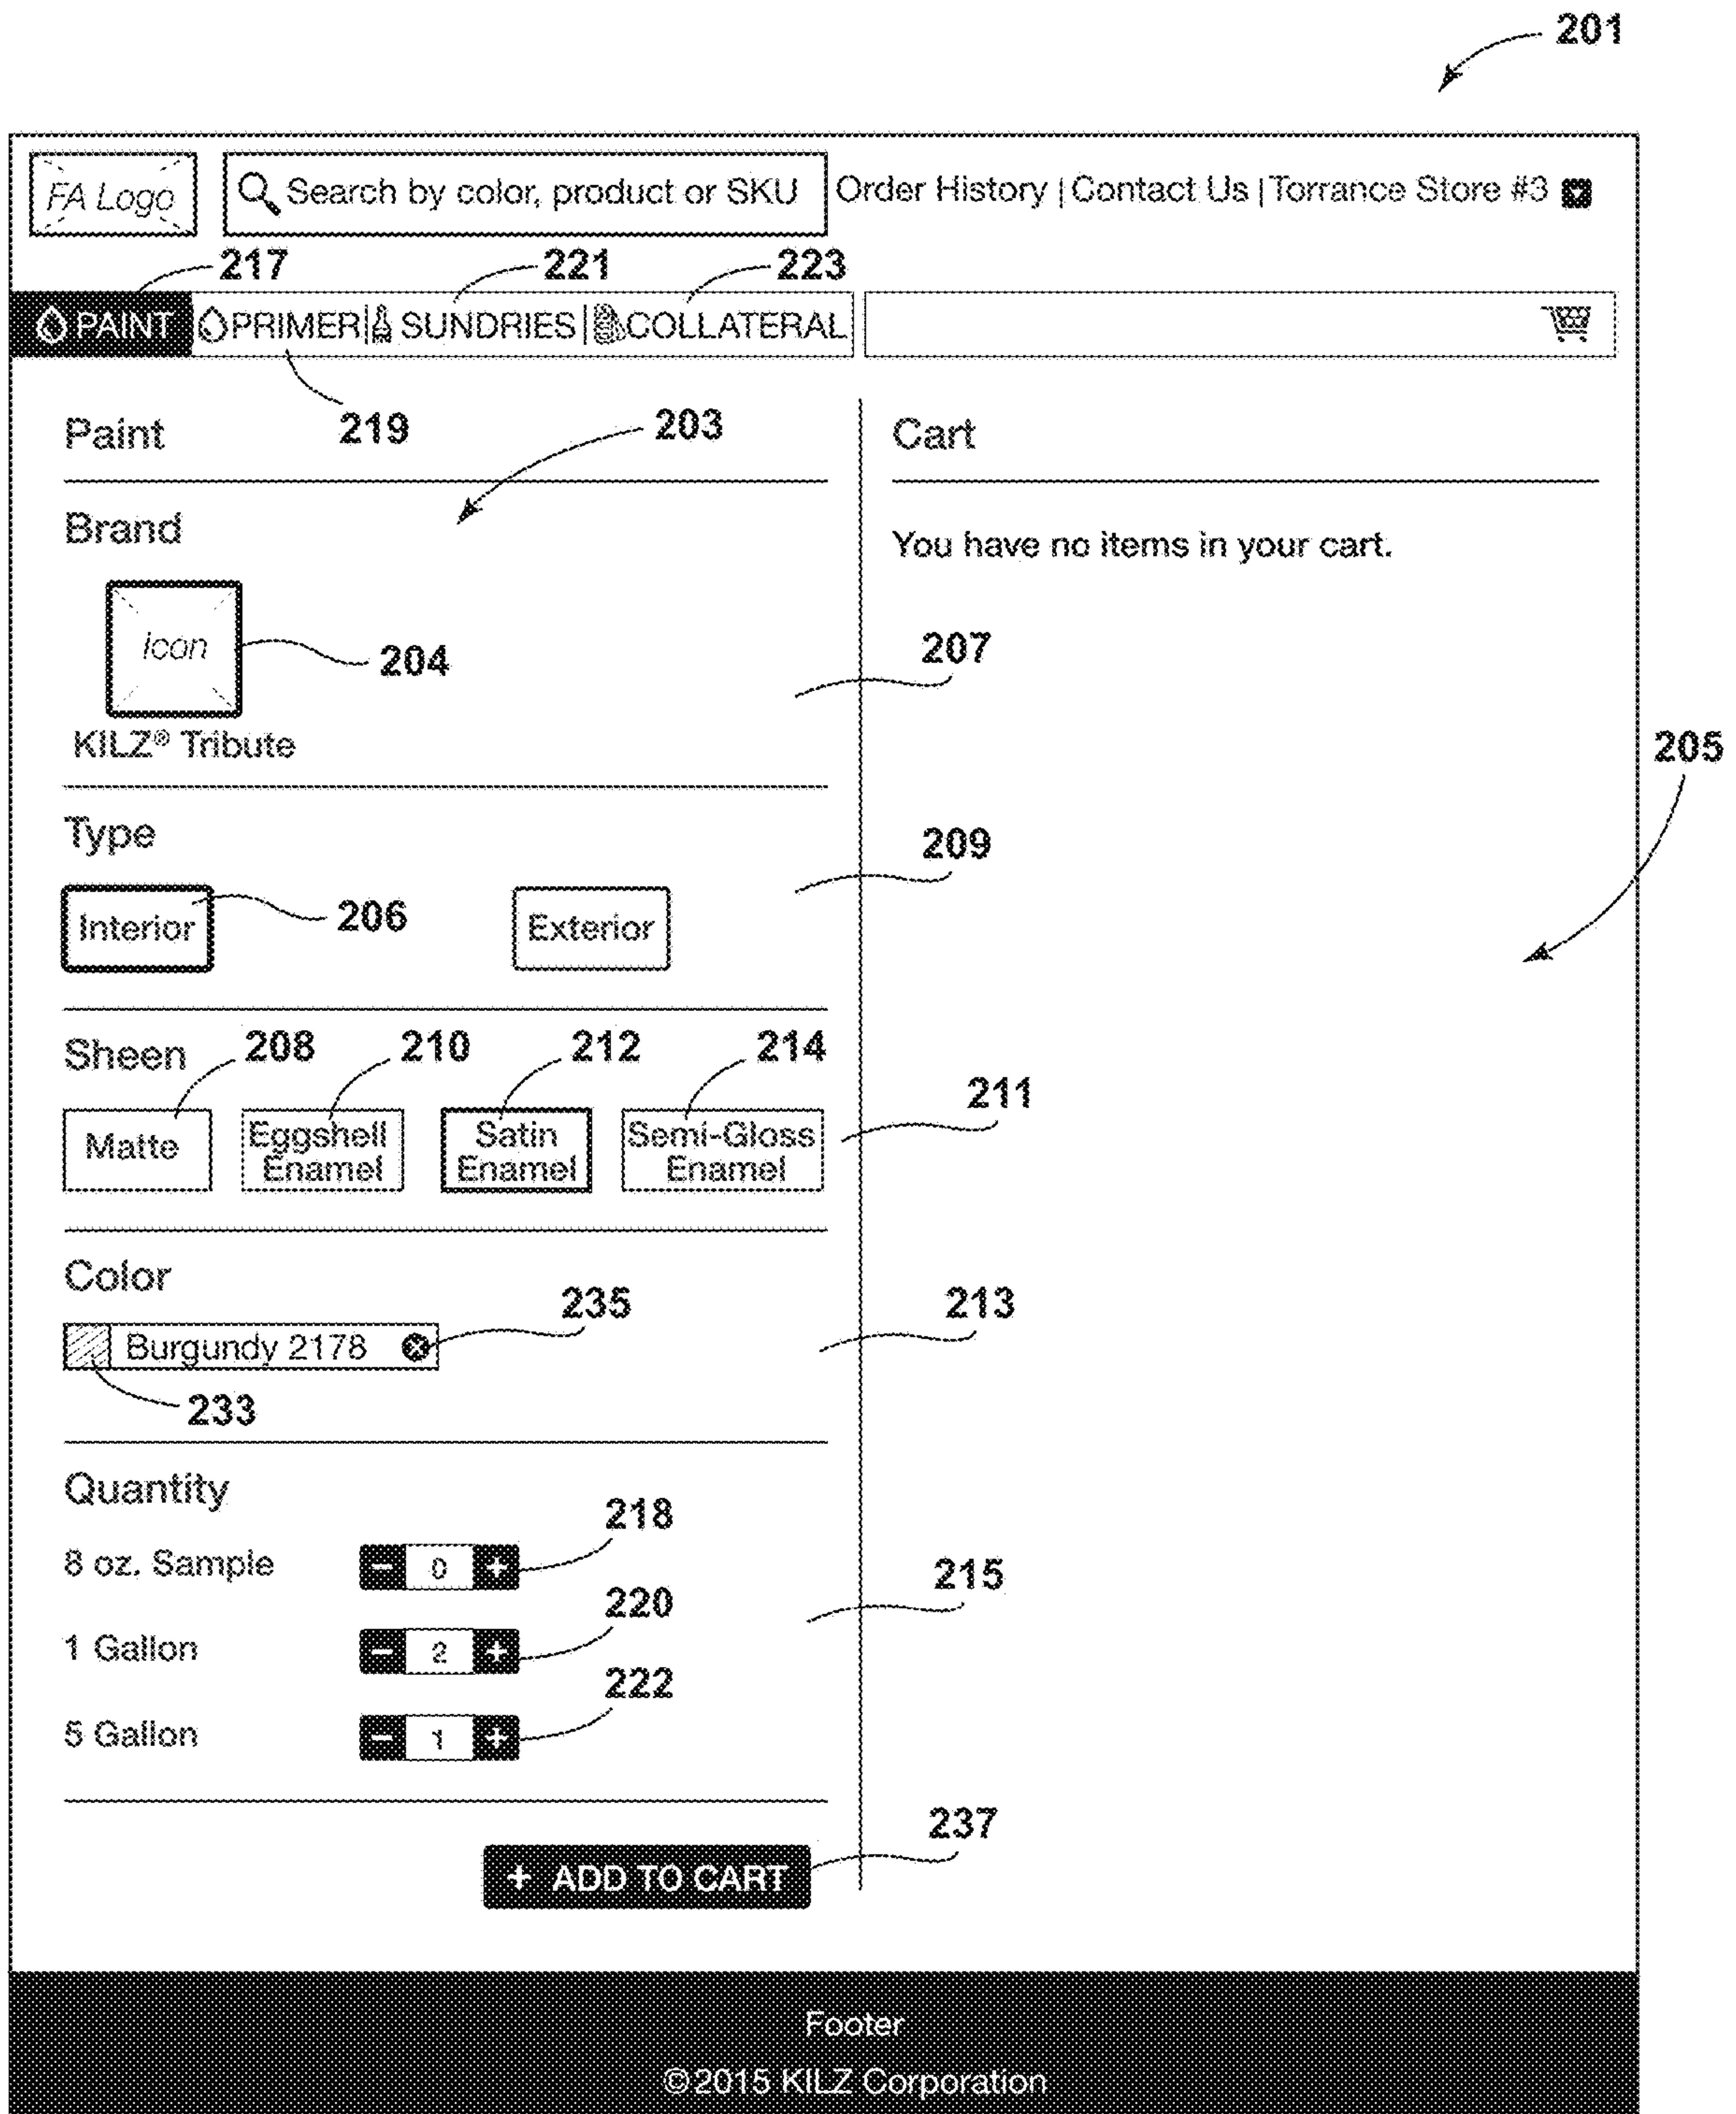 201
FA Logo
Search by color, product or SKU
Order History | Contact Us | Torrance Store #3
217
221
223
PAINT
PRIMER | SUNDRIES | COLLATERAL
219
203
Paint
Cart
Brand
You have no items in your cart.
Icon
204
207
KILZ® Tribute
205
Type
209
Interior
206
Exterior
Sheen
208
210
212
214
211
Matte
Eggshell
Enamel
Satin
Enamel
Semi-Gloss
Enamel
Color
235
213
Burgundy 2178
233
Quantity
218
8 oz. Sample
- 0 +
215
220
1 Gallon
- 2 +
222
5 Gallon
- 1 +
237
+ ADD TO CART
Footer
©2015 KILZ Corporation